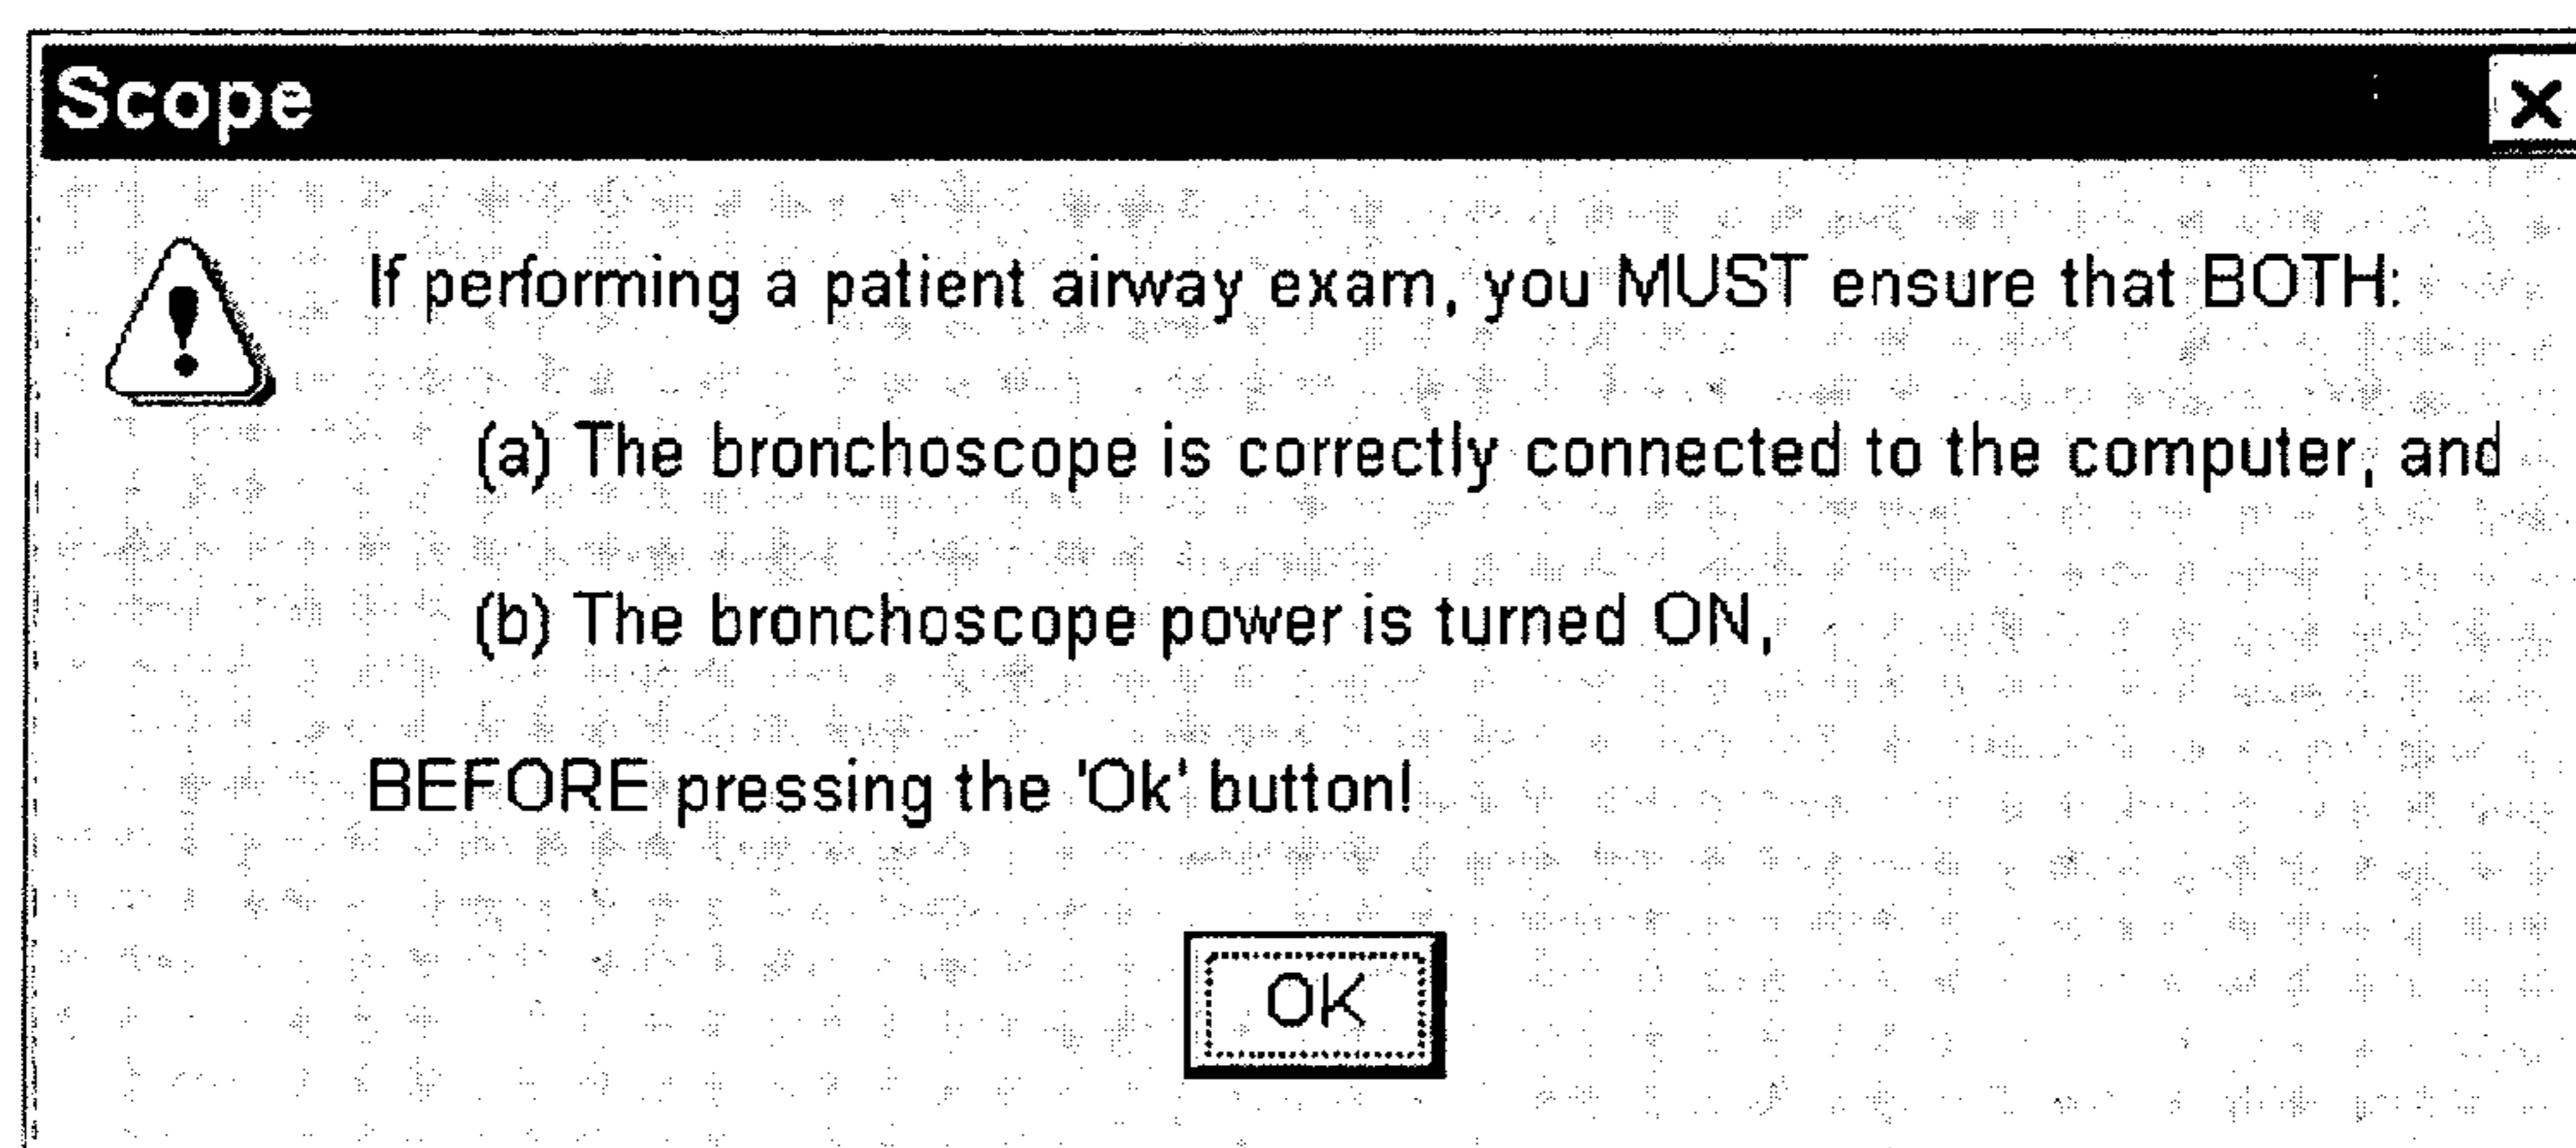 Scope
If performing a patient airway exam, you MUST ensure that BOTH:
(a) The bronchoscope is correctly connected to the computer, and
(b) The bronchoscope power is turned ON,
BEFORE pressing the 'Ok' button!
OK